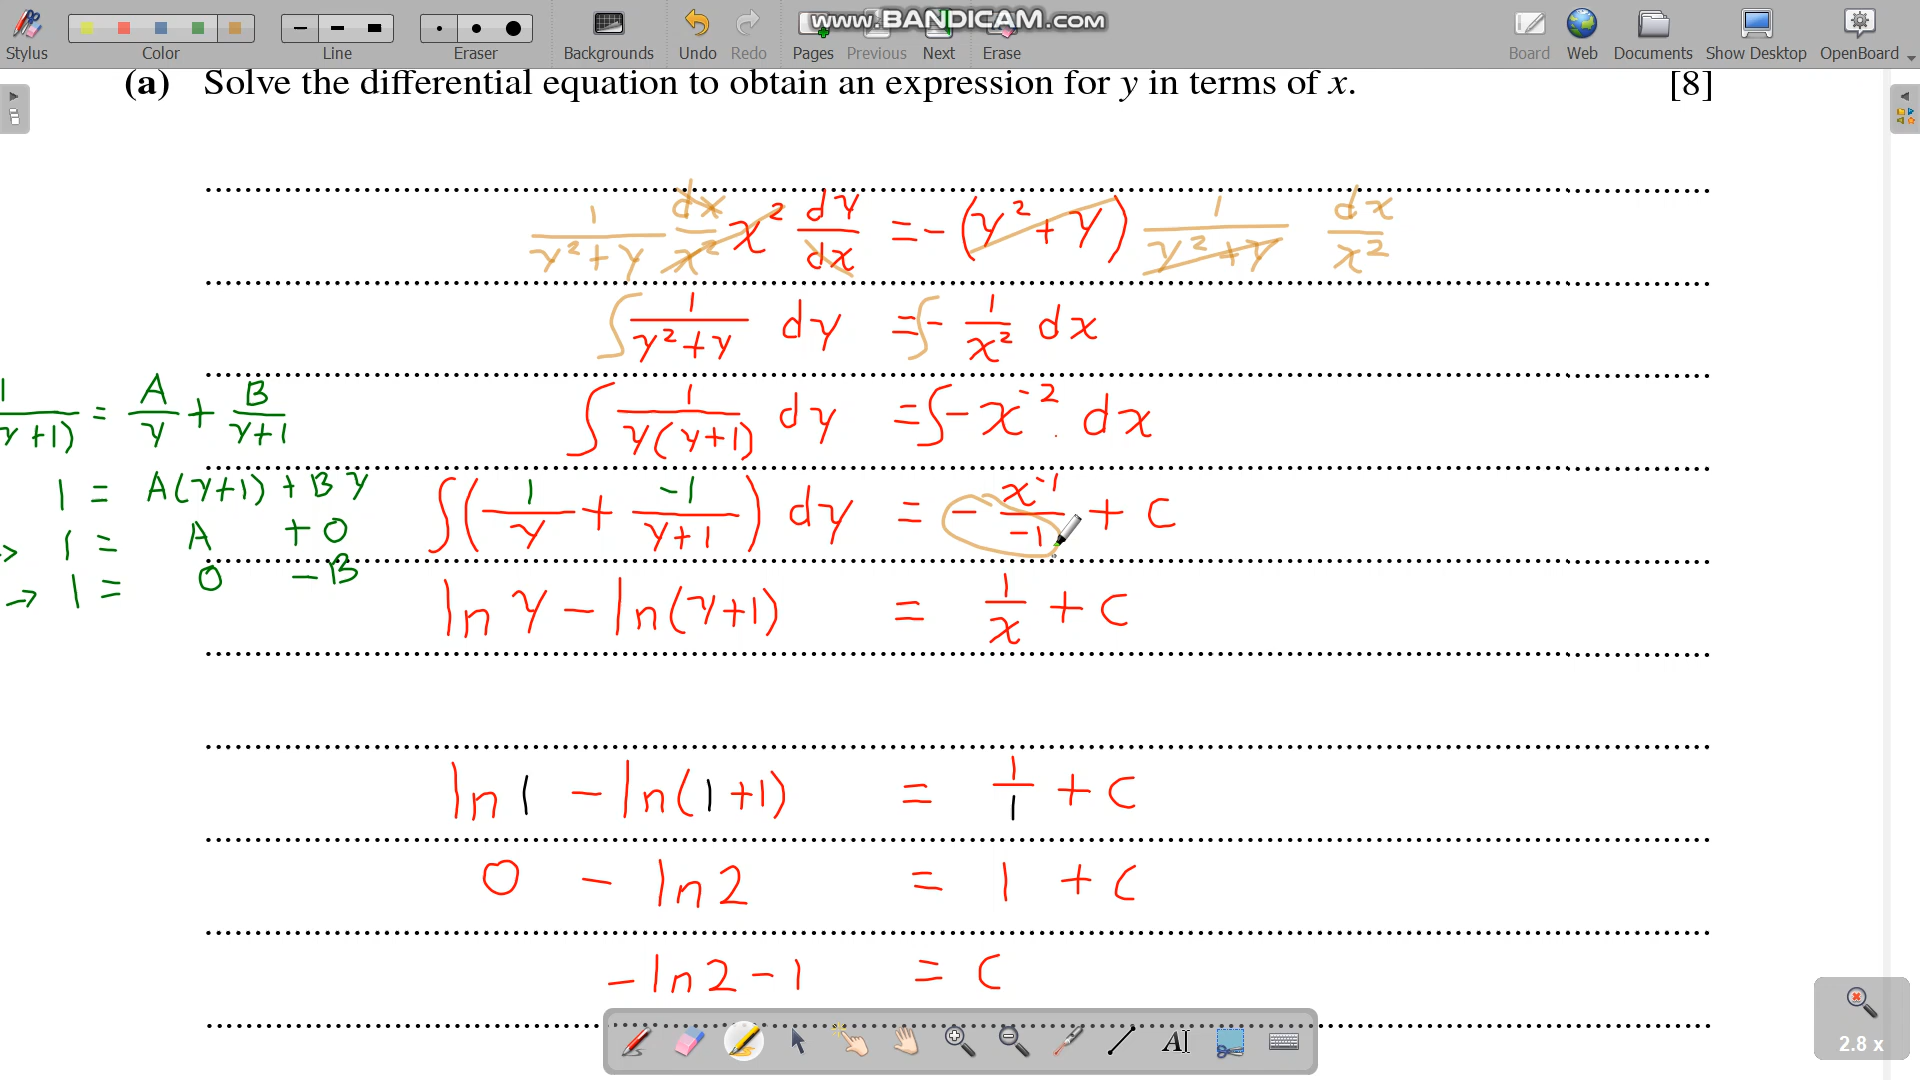 www.BANDICAM.com
Stylus Color Line Eraser Backgrounds Undo Redo Pages Previous Next Erase Board Web Documents Show Desktop OpenBoard
(a) Solve the differential equation to obtain an expression for y in terms of x. [8]
1/(y²+y) dx/x² x² dy/dx = -(y²+y) 1/(y²+y) dx/x²
∫ 1/(y²+y) dy = ∫ - 1/x² dx
∫ 1/(y(y+1)) dy = ∫ -x⁻² dx
1/(y+1) = A/y + B/(y+1)
1 = A(y+1) + By
∫(1/y + -1/(y+1)) dy = - x⁻¹/-1 + c
→ 1 = A + 0
→ 1 = 0 - B
ln y - ln(y+1) = 1/x + c
ln 1 - ln(1+1) = 1/1 + c
0 - ln2 = 1 + c
-ln2 - 1 = c
2.8 x